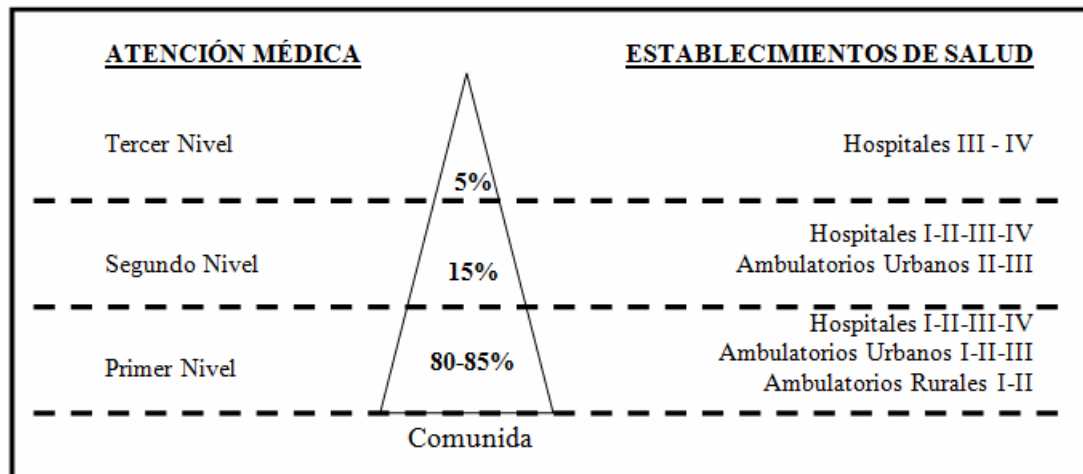 ATENCIÓN MÉDICA
ESTABLECIMIENTOS DE SALUD
Tercer Nivel
5%
Hospitales III - IV
Segundo Nivel
15%
Hospitales I-II-III-IV
Ambulatorios Urbanos II-III
Primer Nivel
80-85%
Hospitales I-II-III-IV
Ambulatorios Urbanos I-II-III
Ambulatorios Rurales I-II
Comunida